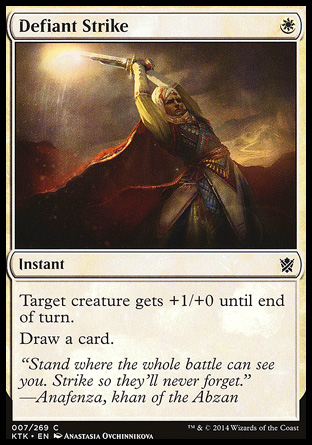 Defiant Strike
Instant
Target creature gets +1/+0 until end
of turn.
Draw a card.
“Stand where the whole battle can see
you. Strike so they’ll never forget.”
—Anafenza, khan of the Abzan
007/269 C
KTK • EN ANASTASIA OVCHINNIKOVA
™ & © 2014 Wizards of the Coast